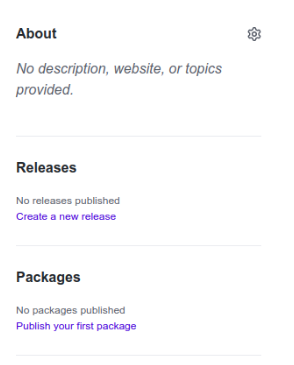 About
No description, website, or topics
provided.
Releases
No releases published
Create a new release
Packages
No packages published
Publish your first package